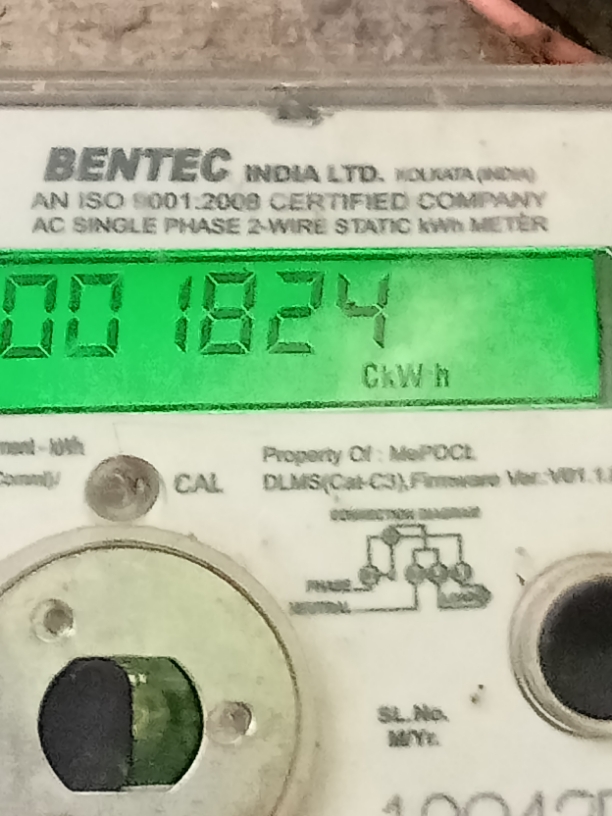 BENTEC INDIA LTD. KOLKATA (INDIA)
AN ISO 9001:2008 CERTIFIED COMPANY
AC SINGLE PHASE 2-WIRE STATIC kWh METER
001824
CkWh
CAL
Property Of : MePDCL
DLMS(Cat-C3),Firmware Ver.:V01.1
CONNECTION DIAGRAM
PHASE
NEUTRAL
LOAD
SL.No.
M/Yr.